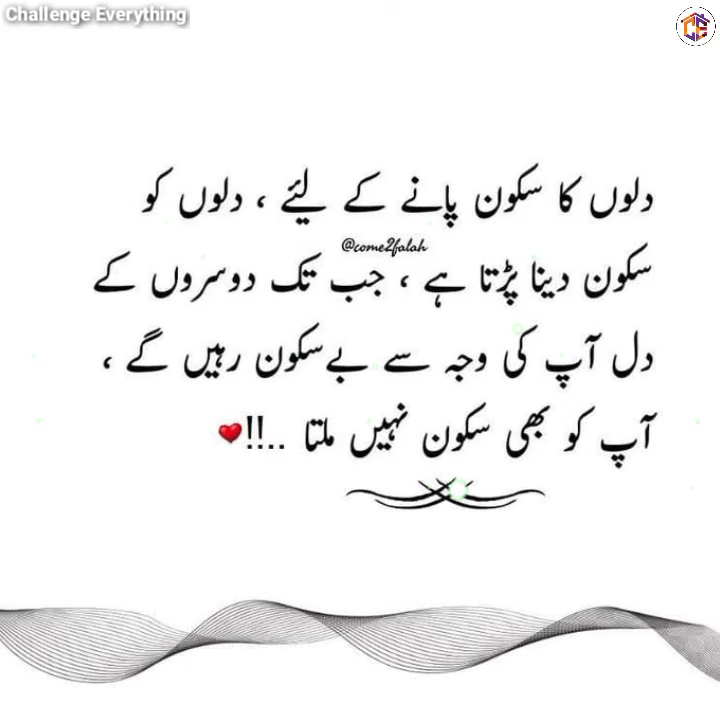 Challenge Everything
دلوں کا سکون پانے کے لئے ، دلوں کو
@come2falah
سکون دینا پڑتا ہے ، جب تک دوسروں کے
دل آپ کی وجہ سے بے سکون رہیں گے ،
آپ کو بھی سکون نہیں ملتا ..!!❤